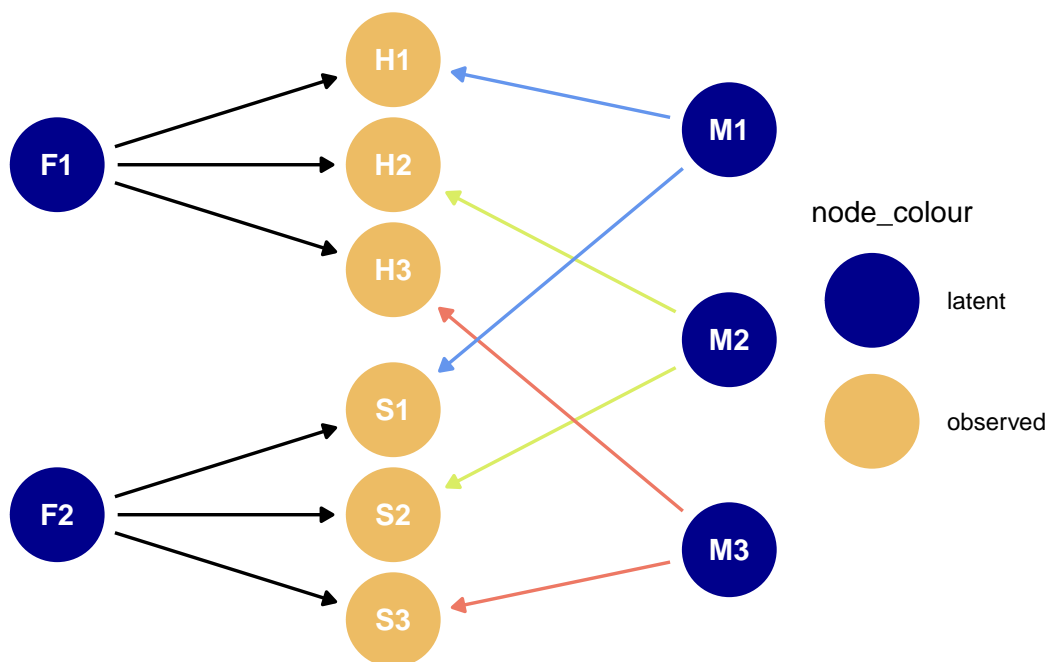 H1
M1
F1
H2
H3
node_colour
latent
M2
S1
observed
F2
S2
M3
S3